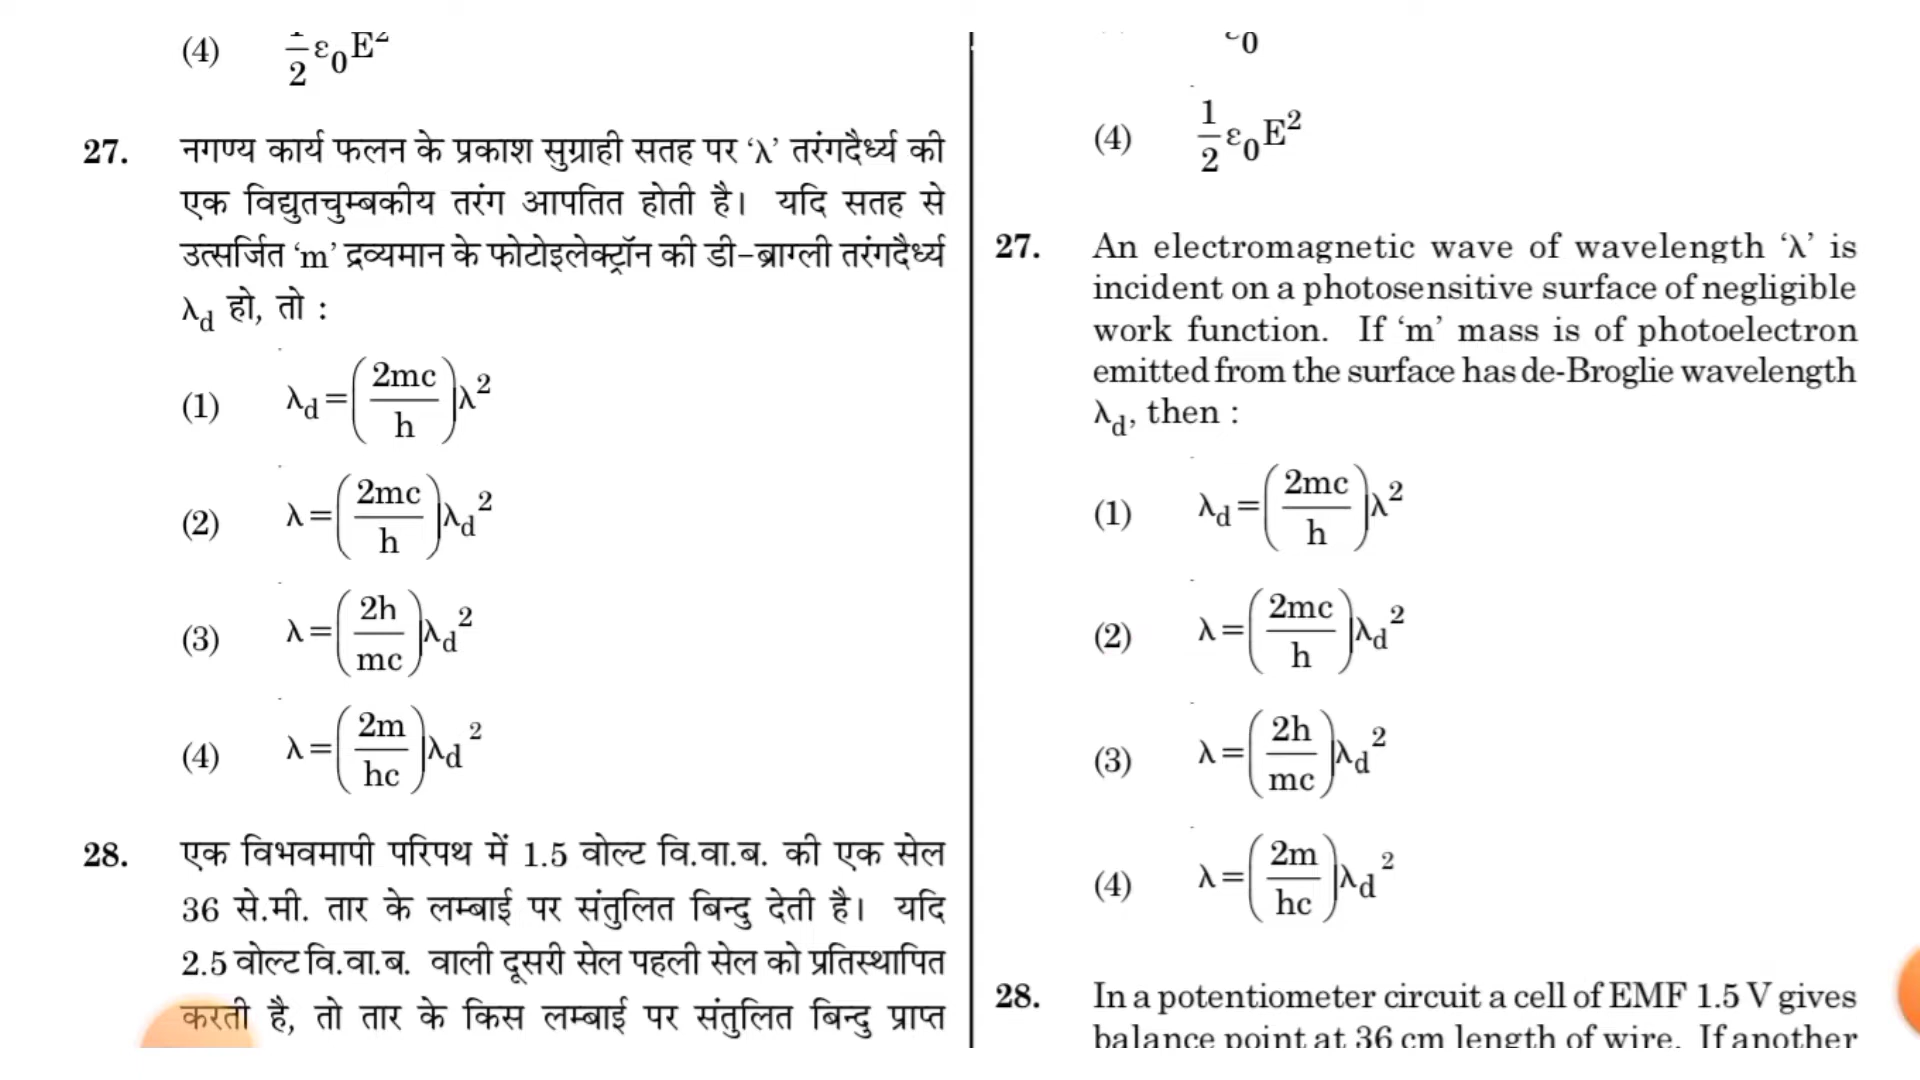 (4) 1/2 ε₀E²
27. नगण्य कार्य फलन के प्रकाश सुग्राही सतह पर ‘λ’ तरंगदैर्ध्य की
एक विद्युतचुम्बकीय तरंग आपतित होती है। यदि सतह से
उत्सर्जित ‘m’ द्रव्यमान के फोटोइलेक्ट्रॉन की डी-ब्राग्ली तरंगदैर्ध्य
λd हो, तो :
(1) λd = (2mc/h) λ²
(2) λ = (2mc/h) λd²
(3) λ = (2h/mc) λd²
(4) λ = (2m/hc) λd²
28. एक विभवमापी परिपथ में 1.5 वोल्ट वि.वा.ब. की एक सेल
36 से.मी. तार के लम्बाई पर संतुलित बिन्दु देती है। यदि
2.5 वोल्ट वि.वा.ब. वाली दूसरी सेल पहली सेल को प्रतिस्थापित
करती है, तो तार के किस लम्बाई पर संतुलित बिन्दु प्राप्त
(4) 1/2 ε₀E²
27. An electromagnetic wave of wavelength ‘λ’ is
incident on a photosensitive surface of negligible
work function. If ‘m’ mass is of photoelectron
emitted from the surface has de-Broglie wavelength
λd, then :
(1) λd = (2mc/h) λ²
(2) λ = (2mc/h) λd²
(3) λ = (2h/mc) λd²
(4) λ = (2m/hc) λd²
28. In a potentiometer circuit a cell of EMF 1.5 V gives
balance point at 36 cm length of wire. If another